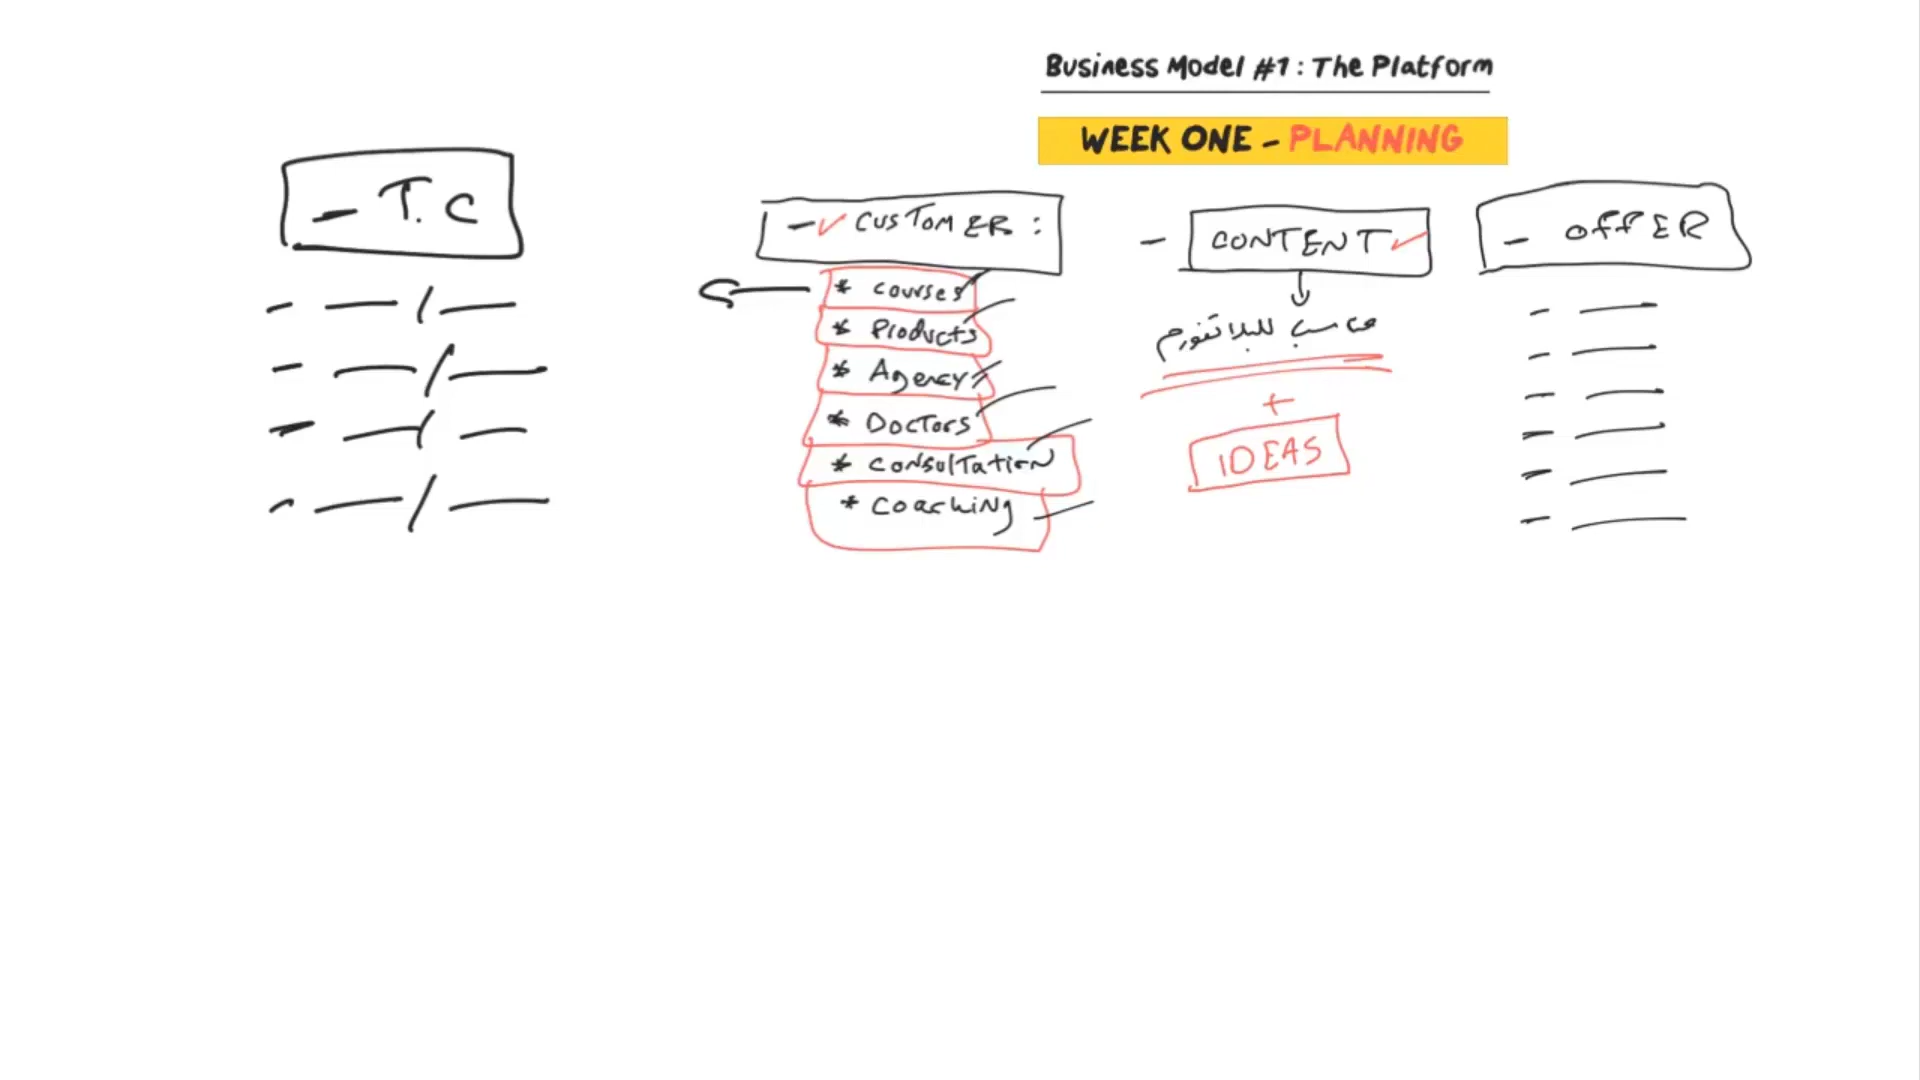 Business Model #1: The Platform
WEEK ONE - PLANNING
- T.C
- CUSTOMER:
* Courses
* Products
* Agency
* Doctors
* Consultation
* Coaching
- CONTENT
مناسب للبلاتفورم
+
IDEAS
- OFFER